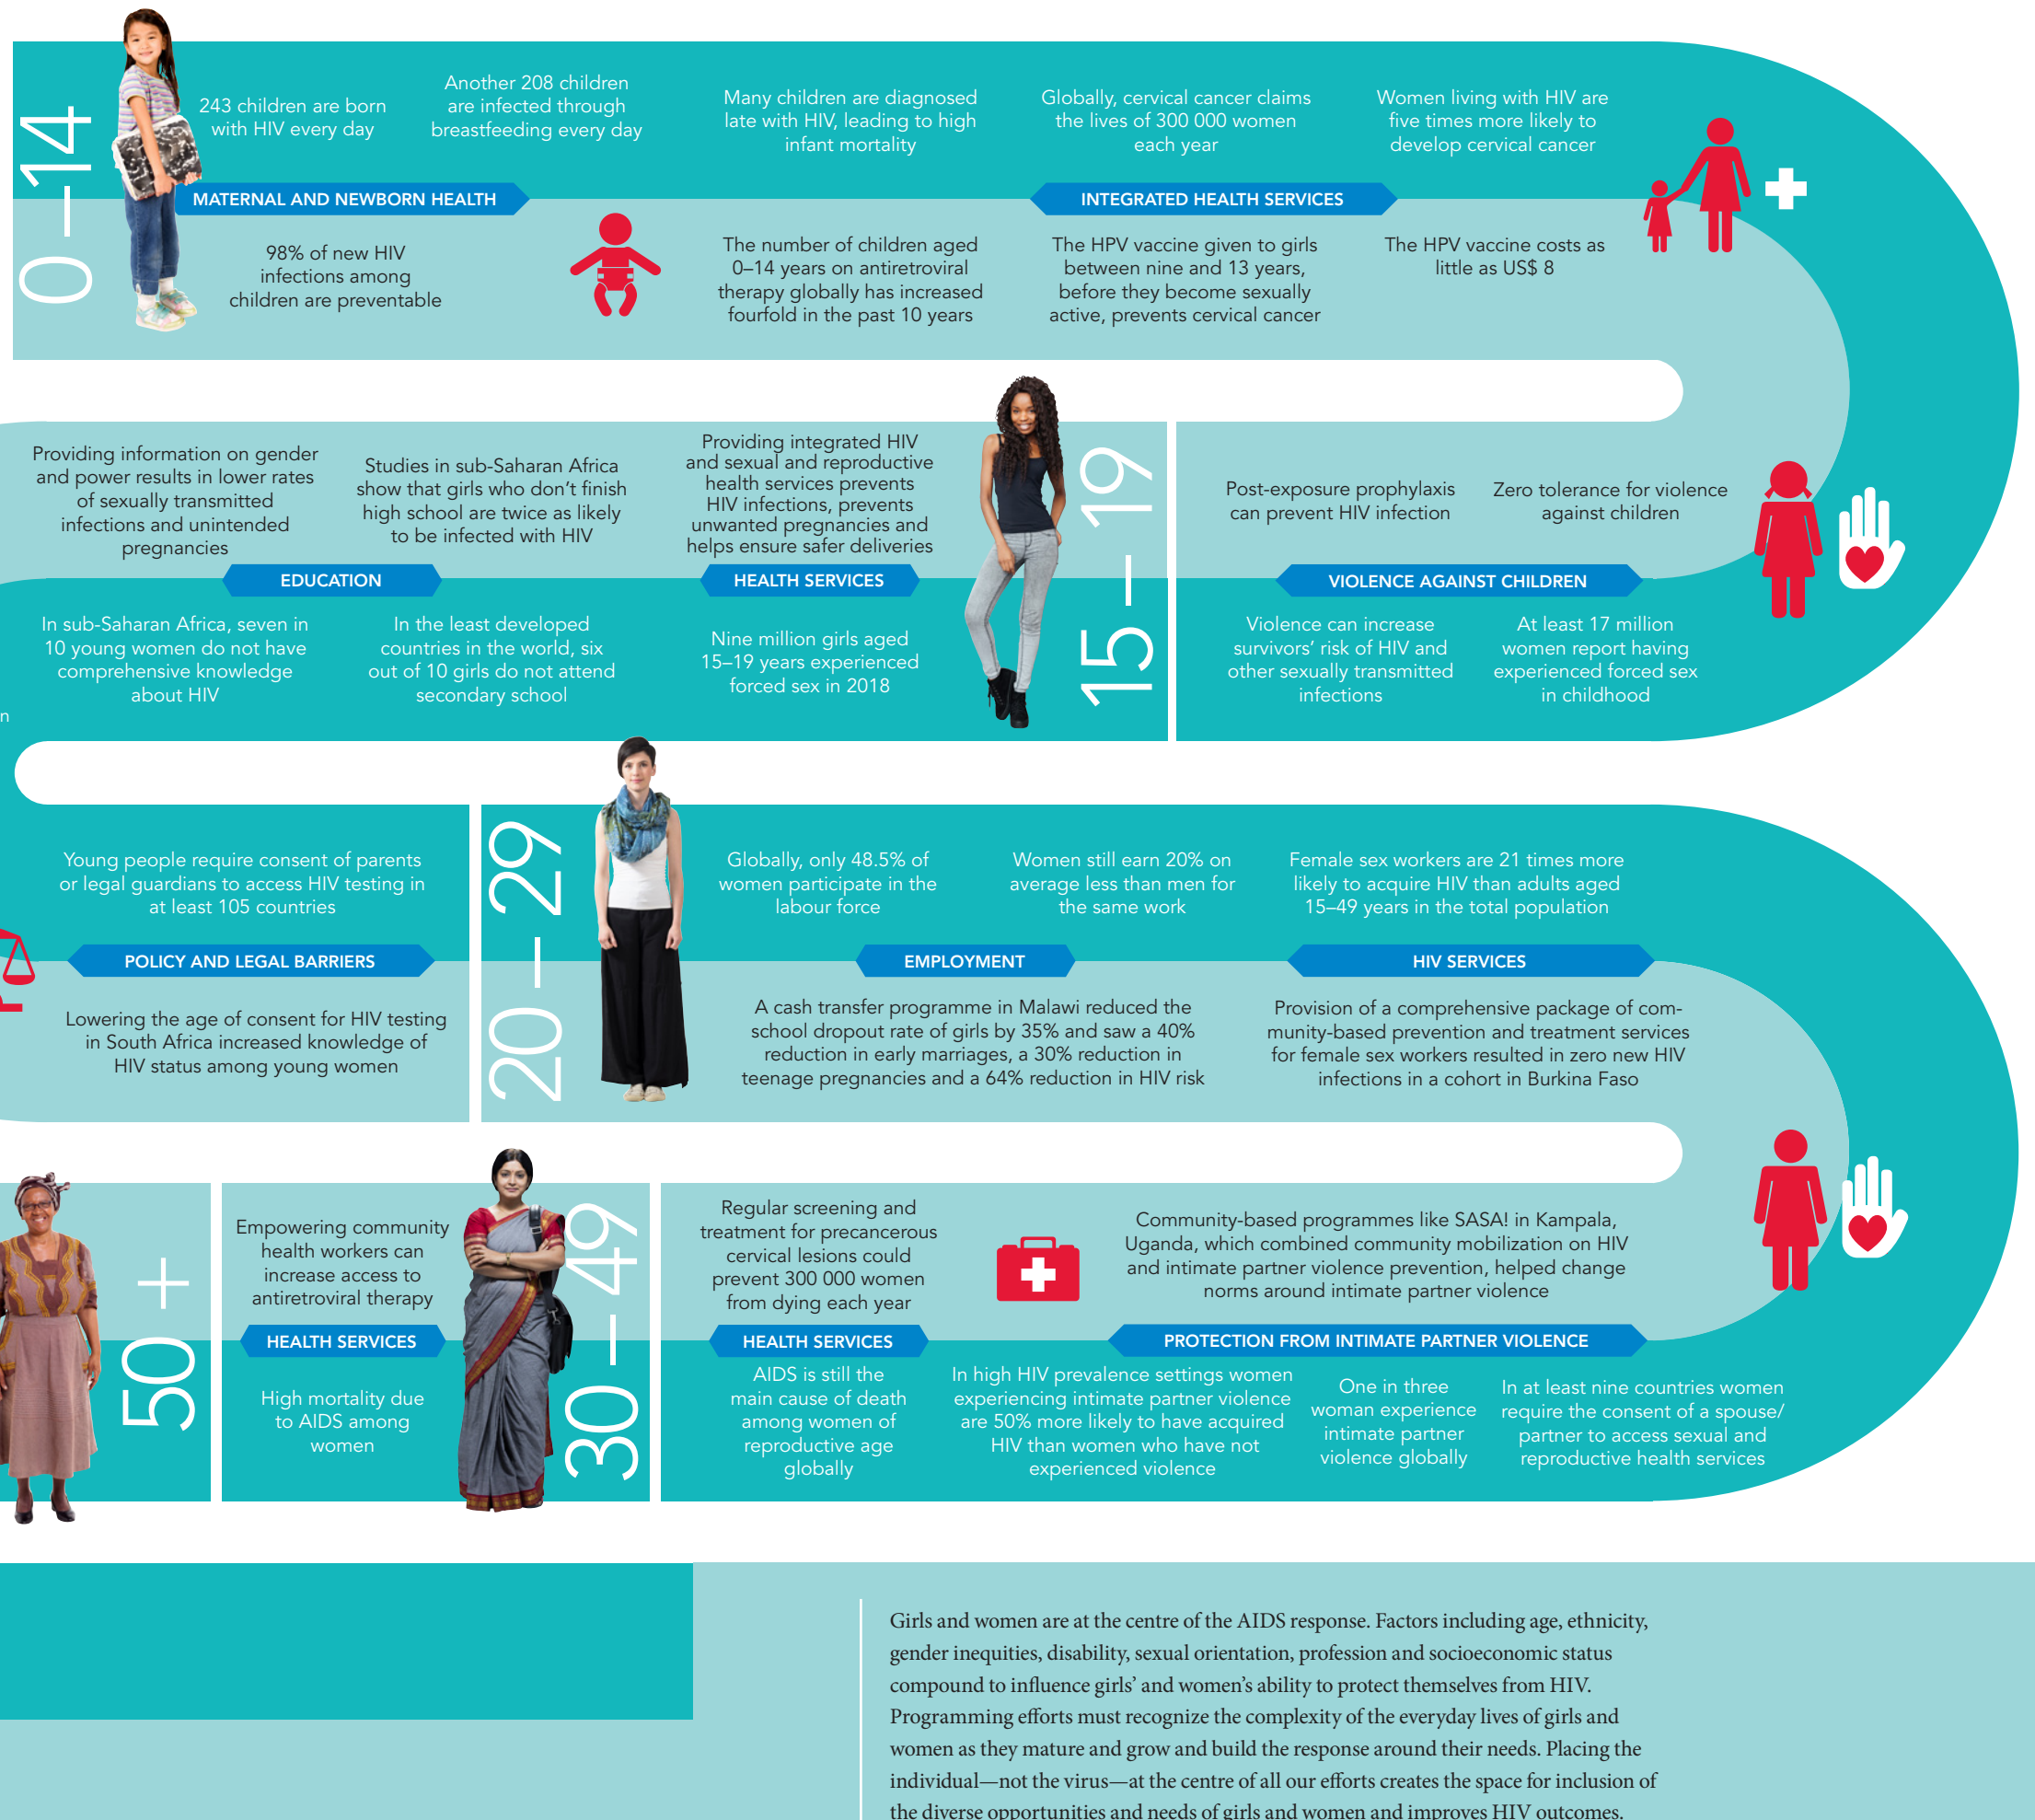 0–14
243 children are born
with HIV every day
Another 208 children
are infected through
breastfeeding every day
Many children are diagnosed
late with HIV, leading to high
infant mortality
Globally, cervical cancer claims
the lives of 300 000 women
each year
Women living with HIV are
five times more likely to
develop cervical cancer
MATERNAL AND NEWBORN HEALTH
INTEGRATED HEALTH SERVICES
98% of new HIV
infections among
children are preventable
The number of children aged
0–14 years on antiretroviral
therapy globally has increased
fourfold in the past 10 years
The HPV vaccine given to girls
between nine and 13 years,
before they become sexually
active, prevents cervical cancer
The HPV vaccine costs as
little as US$ 8
Providing information on gender
and power results in lower rates
of sexually transmitted
infections and unintended
pregnancies
Studies in sub-Saharan Africa
show that girls who don't finish
high school are twice as likely
to be infected with HIV
Providing integrated HIV
and sexual and reproductive
health services prevents
HIV infections, prevents
unwanted pregnancies and
helps ensure safer deliveries
15 – 19
Post-exposure prophylaxis
can prevent HIV infection
Zero tolerance for violence
against children
EDUCATION
HEALTH SERVICES
VIOLENCE AGAINST CHILDREN
In sub-Saharan Africa, seven in
10 young women do not have
comprehensive knowledge
about HIV
In the least developed
countries in the world, six
out of 10 girls do not attend
secondary school
Nine million girls aged
15–19 years experienced
forced sex in 2018
Violence can increase
survivors' risk of HIV and
other sexually transmitted
infections
At least 17 million
women report having
experienced forced sex
in childhood
n
Young people require consent of parents
or legal guardians to access HIV testing in
at least 105 countries
20 – 29
Globally, only 48.5% of
women participate in the
labour force
Women still earn 20% on
average less than men for
the same work
Female sex workers are 21 times more
likely to acquire HIV than adults aged
15–49 years in the total population
POLICY AND LEGAL BARRIERS
EMPLOYMENT
HIV SERVICES
Lowering the age of consent for HIV testing
in South Africa increased knowledge of
HIV status among young women
A cash transfer programme in Malawi reduced the
school dropout rate of girls by 35% and saw a 40%
reduction in early marriages, a 30% reduction in
teenage pregnancies and a 64% reduction in HIV risk
Provision of a comprehensive package of com-
munity-based prevention and treatment services
for female sex workers resulted in zero new HIV
infections in a cohort in Burkina Faso
50 +
Empowering community
health workers can
increase access to
antiretroviral therapy
30 – 49
Regular screening and
treatment for precancerous
cervical lesions could
prevent 300 000 women
from dying each year
Community-based programmes like SASA! in Kampala,
Uganda, which combined community mobilization on HIV
and intimate partner violence prevention, helped change
norms around intimate partner violence
HEALTH SERVICES
HEALTH SERVICES
PROTECTION FROM INTIMATE PARTNER VIOLENCE
High mortality due
to AIDS among
women
AIDS is still the
main cause of death
among women of
reproductive age
globally
In high HIV prevalence settings women
experiencing intimate partner violence
are 50% more likely to have acquired
HIV than women who have not
experienced violence
One in three
woman experience
intimate partner
violence globally
In at least nine countries women
require the consent of a spouse/
partner to access sexual and
reproductive health services
Girls and women are at the centre of the AIDS response. Factors including age, ethnicity,
gender inequities, disability, sexual orientation, profession and socioeconomic status
compound to influence girls' and women's ability to protect themselves from HIV.
Programming efforts must recognize the complexity of the everyday lives of girls and
women as they mature and grow and build the response around their needs. Placing the
individual—not the virus—at the centre of all our efforts creates the space for inclusion of
the diverse opportunities and needs of girls and women and improves HIV outcomes.